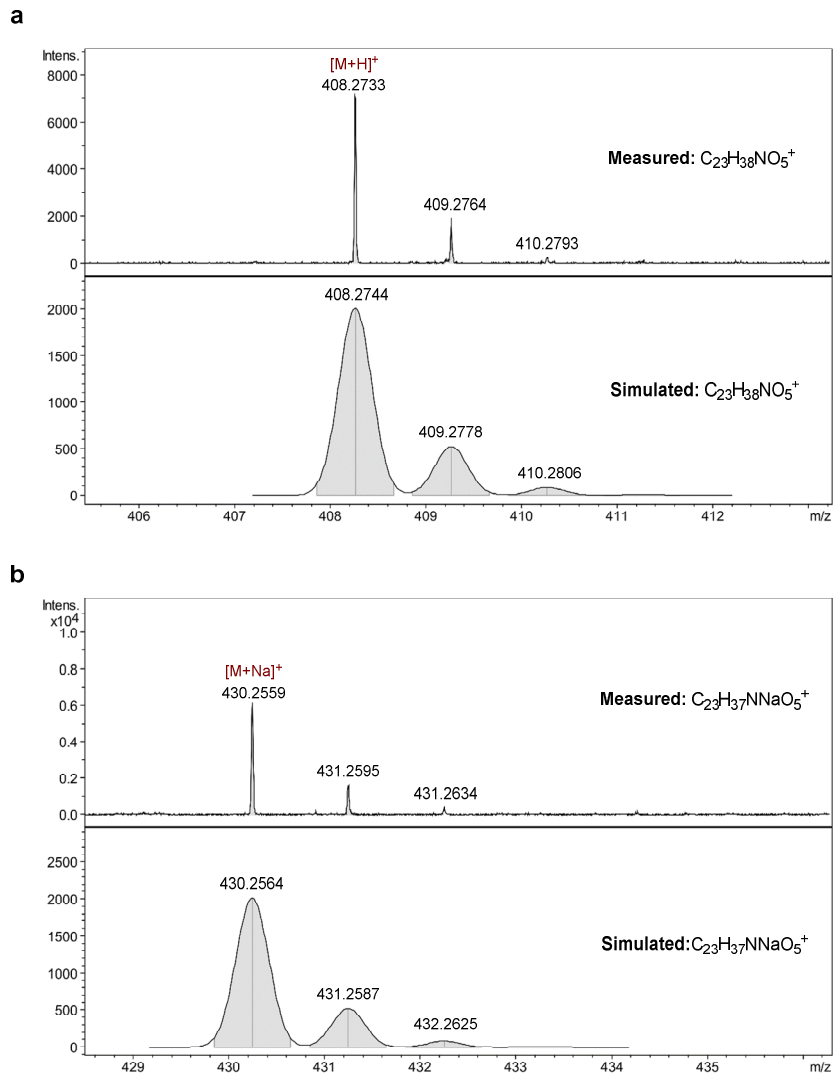 a
Intens.
[M+H]⁺
408.2733
8000
6000
4000
2000
0
409.2764
410.2793
Measured: C₂₃H₃₈NO₅⁺
408.2744
2000
1500
1000
500
0
409.2778
410.2806
Simulated: C₂₃H₃₈NO₅⁺
406 407 408 409 410 411 412 m/z
b
Intens.
x10⁴
1.0
0.8
0.6
0.4
0.2
0.0
[M+Na]⁺
430.2559
431.2595
431.2634
Measured: C₂₃H₃₇NNaO₅⁺
2500
2000
1500
1000
500
0
430.2564
431.2587
432.2625
Simulated:C₂₃H₃₇NNaO₅⁺
429 430 431 432 433 434 435 m/z